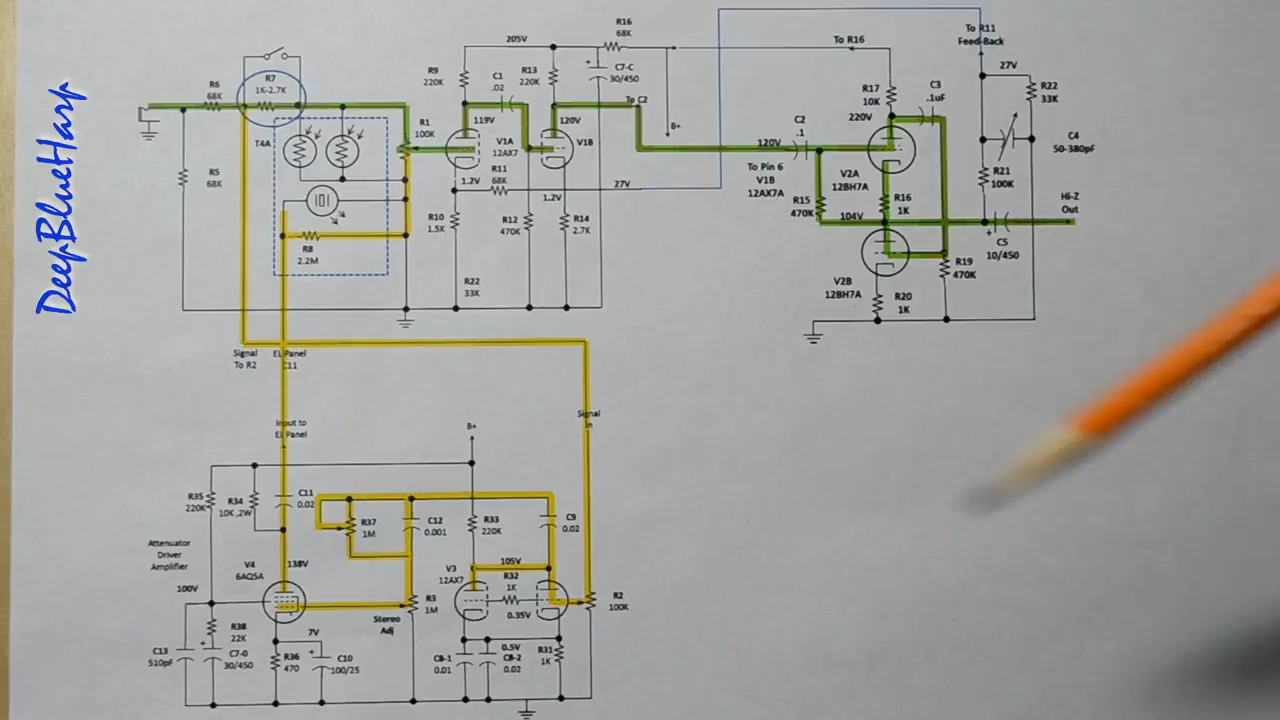 DeepBlueHarp
R6
68K
R7
1K-2.7K
T4A
R5
68K
R8
2.2M
R1
100K
205V
R9
220K
C1
.02
R13
220K
R16
68K
C7-C
30/450
+
To C2
B+
119V
V1A
12AX7
120V
V1B
1.2V
R11
68K
27V
1.2V
R10
1.5K
R12
470K
R14
2.7K
R22
33K
To R16
To R11
Feed-Back
27V
R17
10K
C3
.1uF
220V
R22
33K
C2
.1
120V
To Pin 6
V1B
12AX7A
V2A
12BH7A
C4
50-380pF
R21
100K
R15
470K
104V
R16
1K
Hi-Z
Out
+
C5
10/450
V2B
12BH7A
R19
470K
R20
1K
Signal
To R2
EL Panel
C11
Input to
EL Panel
Signal
In
B+
R35
220K
R34
10K ,2W
C11
0.02
R37
1M
C12
0.001
R33
220K
C9
0.02
Attenuator
Driver
Amplifier
V4
6AQ5A
138V
100V
V3
12AX7
105V
R32
1K
0.35V
R3
1M
R2
100K
Stereo
Adj
R38
22K
C13
510pF
+
C7-D
30/450
7V
R36
470
+
C10
100/25
C8-1
0.01
0.5V
C8-2
0.02
R31
1K